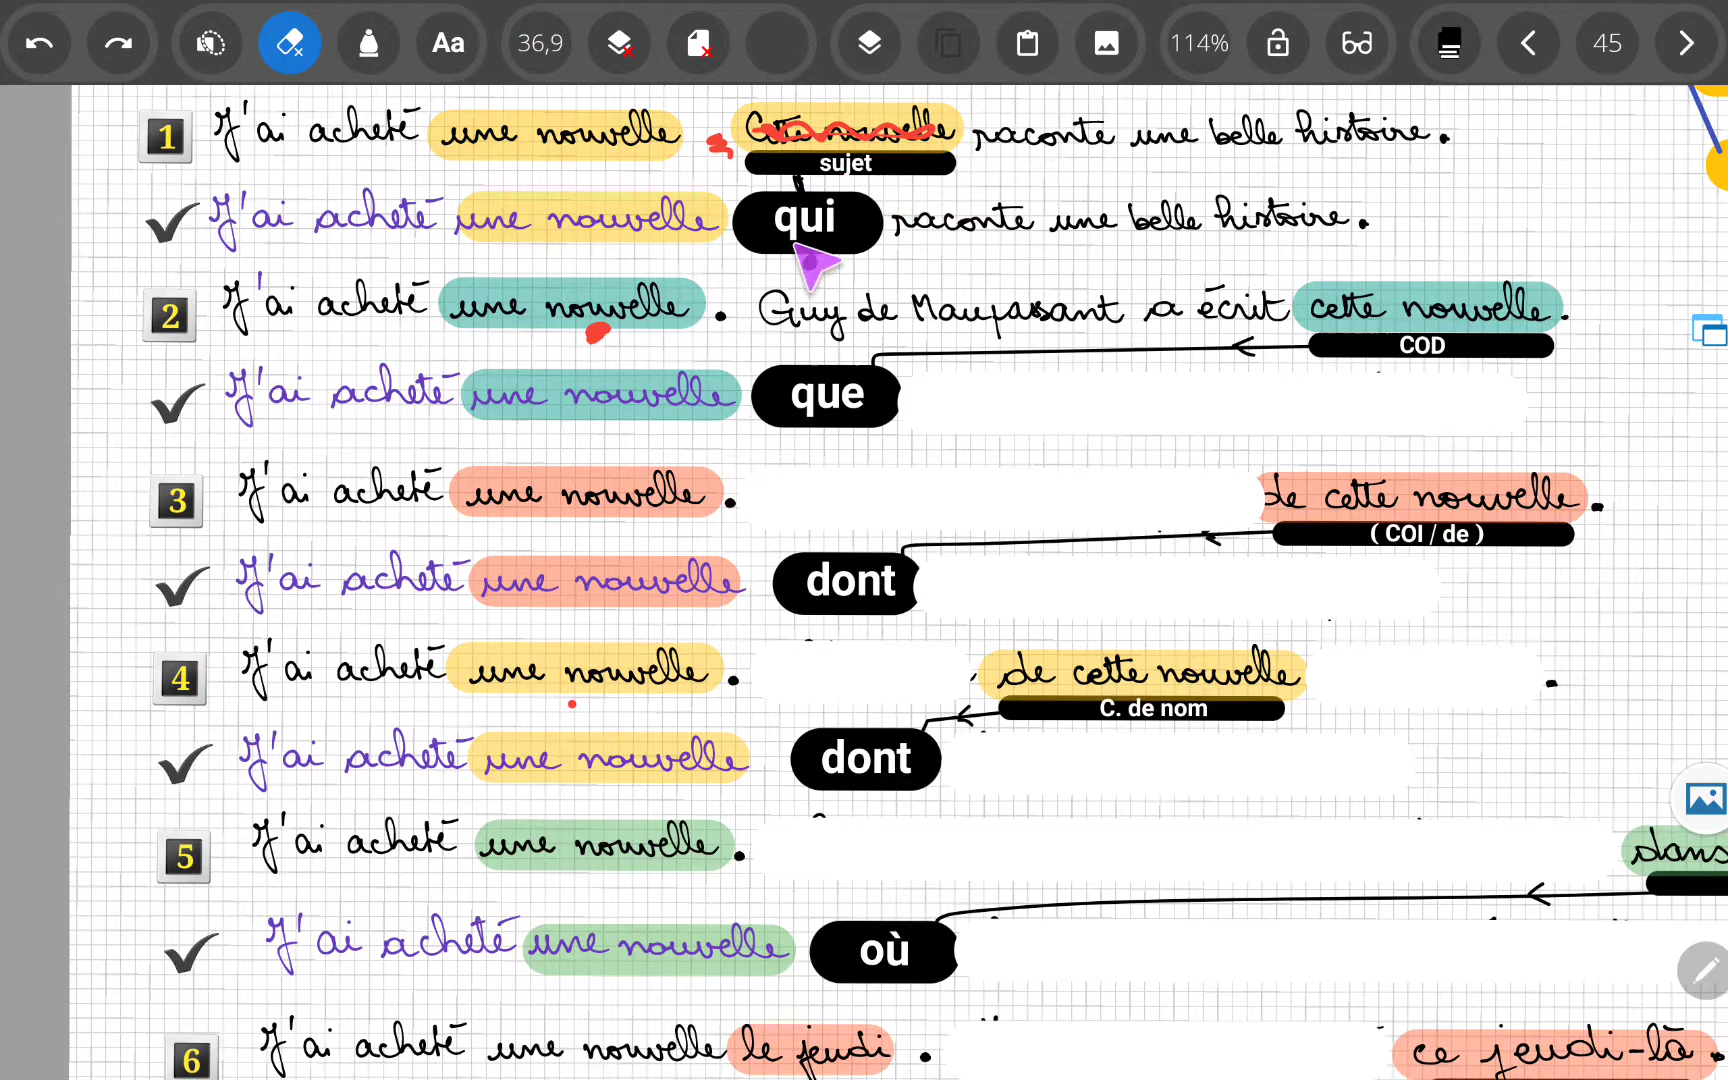 Aa 36,9 114% 45
1 J'ai acheté une nouvelle Cette nouvelle raconte une belle histoire.
sujet
J'ai acheté une nouvelle qui raconte une belle histoire.
2 J'ai acheté une nouvelle. Guy de Maupassant a écrit cette nouvelle.
COD
J'ai acheté une nouvelle que
3 J'ai acheté une nouvelle. de cette nouvelle.
( COI / de )
J'ai acheté une nouvelle dont
4 J'ai acheté une nouvelle. de cette nouvelle .
C. de nom
J'ai acheté une nouvelle dont
5 J'ai acheté une nouvelle. dans
J'ai acheté une nouvelle où
6 J'ai acheté une nouvelle le jeudi . ce jeudi-là.